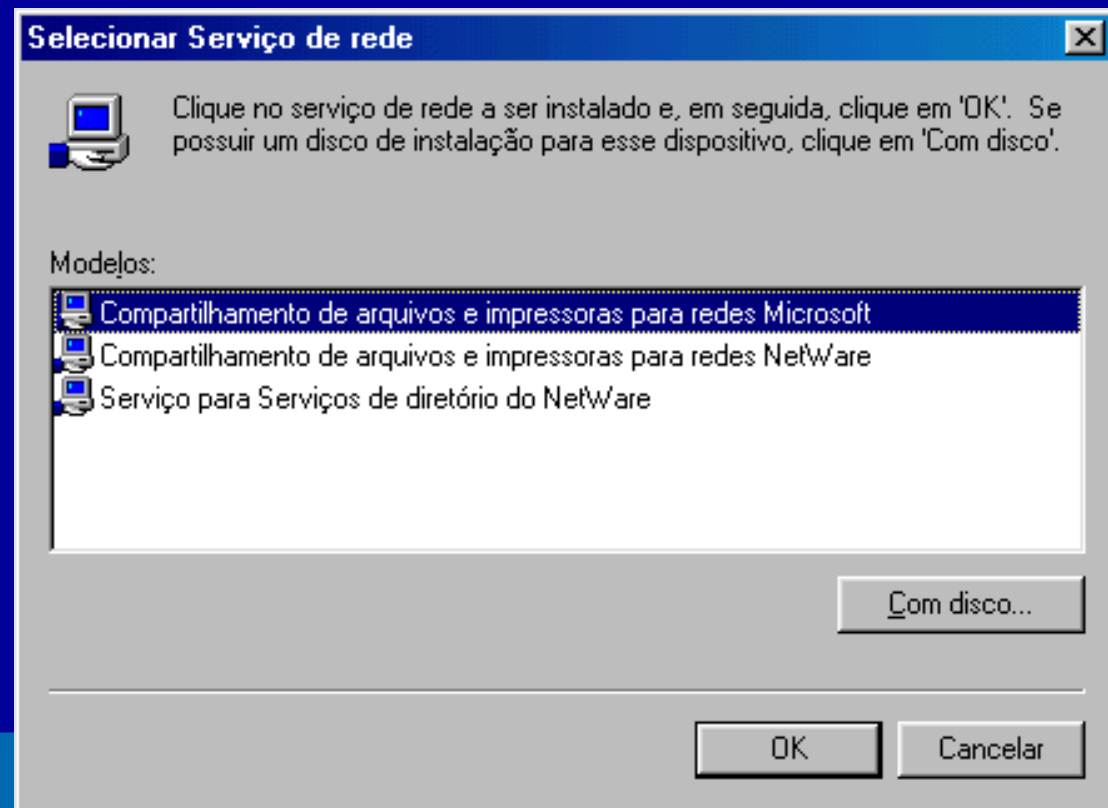 Selecionar Serviço de rede
Clique no serviço de rede a ser instalado e, em seguida, clique em 'OK'. Se
possuir um disco de instalação para esse dispositivo, clique em 'Com disco'.
Modelos:
Compartilhamento de arquivos e impressoras para redes Microsoft
Compartilhamento de arquivos e impressoras para redes NetWare
Serviço para Serviços de diretório do NetWare
Com disco...
OK
Cancelar